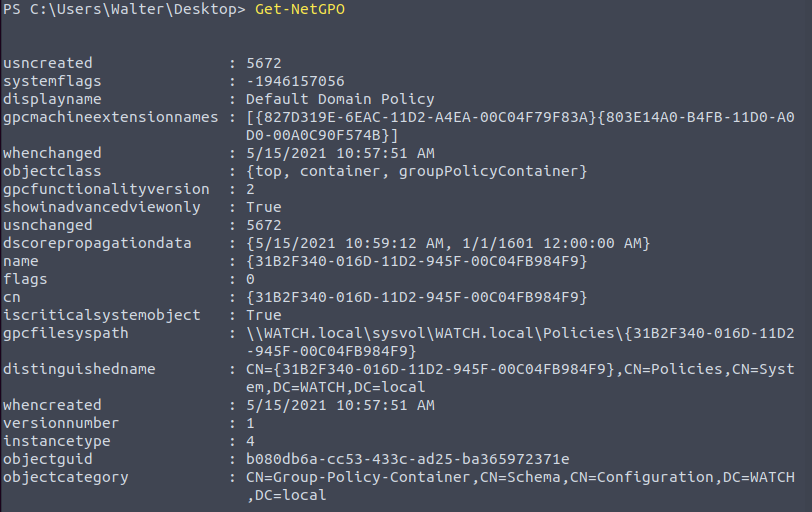 PS C:\Users\Walter\Desktop> Get-NetGPO
usncreated : 5672
systemflags : -1946157056
displayname : Default Domain Policy
gpcmachineextensionnames : [{827D319E-6EAC-11D2-A4EA-00C04F79F83A}{803E14A0-B4FB-11D0-A0
D0-00A0C90F574B}]
whenchanged : 5/15/2021 10:57:51 AM
objectclass : {top, container, groupPolicyContainer}
gpcfunctionalityversion : 2
showinadvancedviewonly : True
usnchanged : 5672
dscorepropagationdata : {5/15/2021 10:59:12 AM, 1/1/1601 12:00:00 AM}
name : {31B2F340-016D-11D2-945F-00C04FB984F9}
flags : 0
cn : {31B2F340-016D-11D2-945F-00C04FB984F9}
iscriticalsystemobject : True
gpcfilesyspath : \\WATCH.local\sysvol\WATCH.local\Policies\{31B2F340-016D-11D2
-945F-00C04FB984F9}
distinguishedname : CN={31B2F340-016D-11D2-945F-00C04FB984F9},CN=Policies,CN=Syst
em,DC=WATCH,DC=local
whencreated : 5/15/2021 10:57:51 AM
versionnumber : 1
instancetype : 4
objectguid : b080db6a-cc53-433c-ad25-ba365972371e
objectcategory : CN=Group-Policy-Container,CN=Schema,CN=Configuration,DC=WATCH
,DC=local